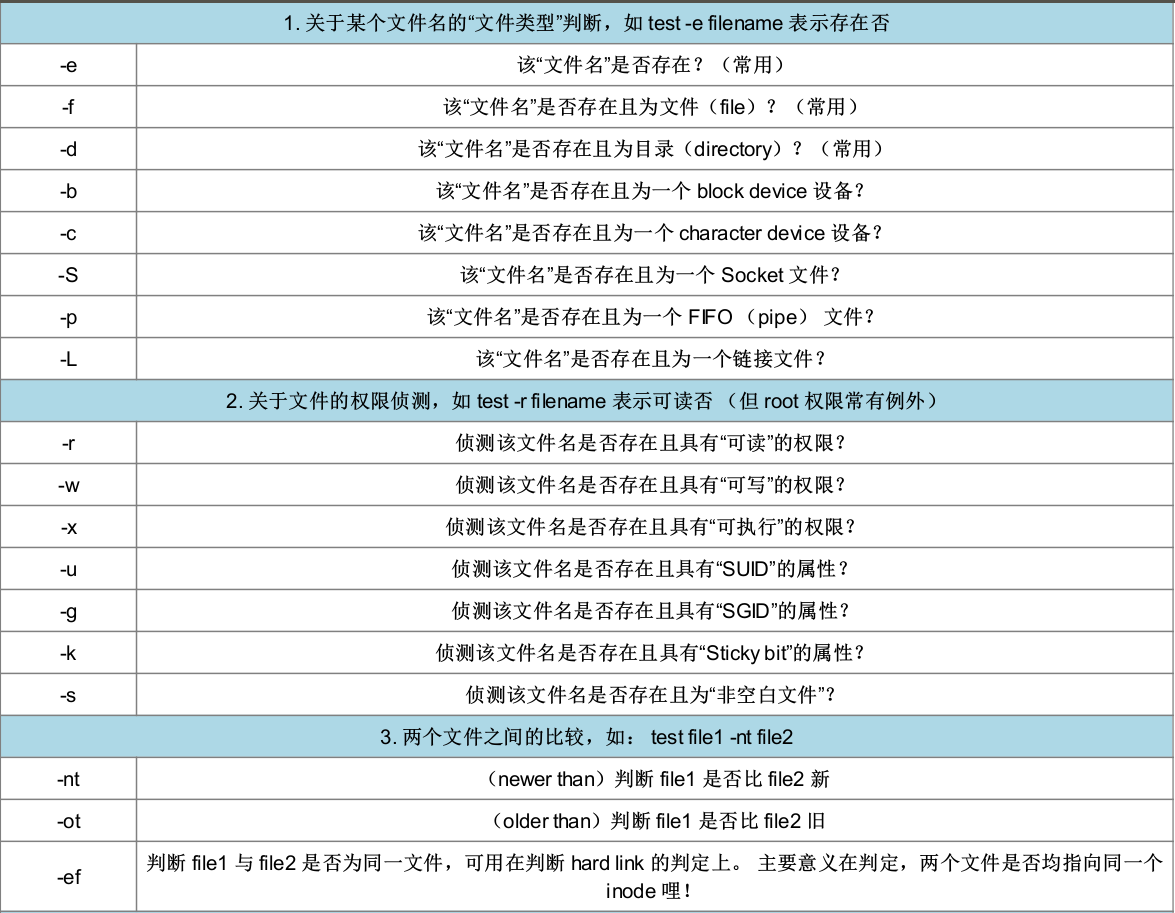 1. 关于某个文件名的“文件类型”判断，如 test -e filename 表示存在否
-e 该“文件名”是否存在？（常用）
-f 该“文件名”是否存在且为文件（file）？（常用）
-d 该“文件名”是否存在且为目录（directory）？（常用）
-b 该“文件名”是否存在且为一个 block device 设备？
-c 该“文件名”是否存在且为一个 character device 设备？
-S 该“文件名”是否存在且为一个 Socket 文件？
-p 该“文件名”是否存在且为一个 FIFO （pipe） 文件？
-L 该“文件名”是否存在且为一个链接文件？
2. 关于文件的权限侦测，如 test -r filename 表示可读否 （但 root 权限常有例外）
-r 侦测该文件名是否存在且具有“可读”的权限？
-w 侦测该文件名是否存在且具有“可写”的权限？
-x 侦测该文件名是否存在且具有“可执行”的权限？
-u 侦测该文件名是否存在且具有“SUID”的属性？
-g 侦测该文件名是否存在且具有“SGID”的属性？
-k 侦测该文件名是否存在且具有“Sticky bit”的属性？
-s 侦测该文件名是否存在且为“非空白文件”？
3. 两个文件之间的比较，如： test file1 -nt file2
-nt （newer than）判断 file1 是否比 file2 新
-ot （older than）判断 file1 是否比 file2 旧
-ef 判断 file1 与 file2 是否为同一文件，可用在判断 hard link 的判定上。 主要意义在判定，两个文件是否均指向同一个
inode 哩！